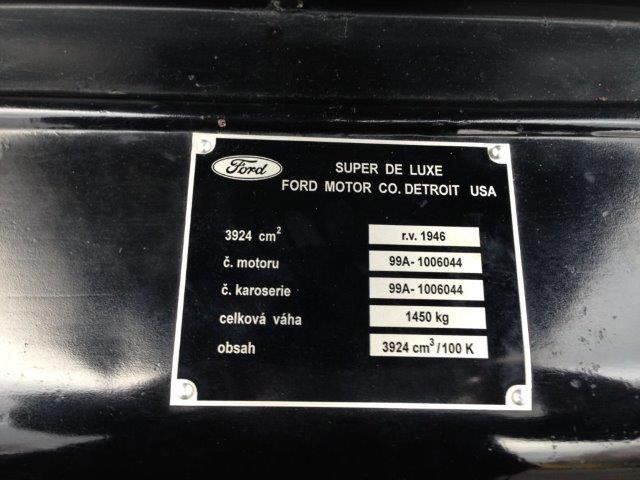 Ford
SUPER DE LUXE
FORD MOTOR CO. DETROIT USA
3924 cm² r.v. 1946
č. motoru 99A-1006044
č. karoserie 99A-1006044
celková váha 1450 kg
obsah 3924 cm³/100 K